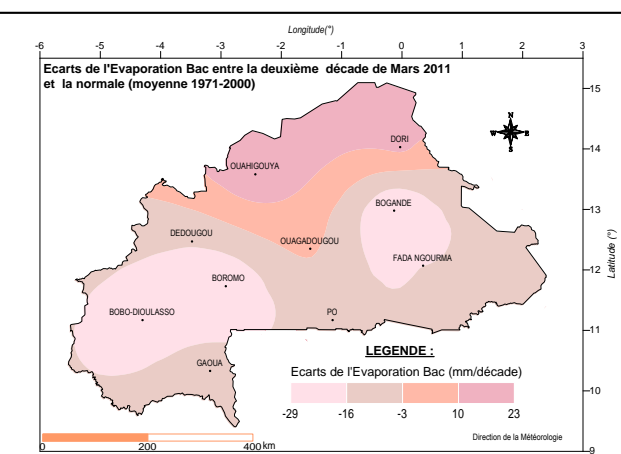 Longitude(°)
-6 -5 -4 -3 -2 -1 0 1 2 3
Ecarts de l'Evaporation Bac entre la deuxième décade de Mars 2011
et la normale (moyenne 1971-2000)
15
N
W E
S
DORI
14
OUAHIGOUYA
BOGANDE
13
DEDOUGOU
OUAGADOUGOU
Latitude (°)
FADA NGOURMA
12
BOROMO
BOBO-DIOULASSO
PO
11
LEGENDE :
GAOUA
Ecarts de l'Evaporation Bac (mm/décade)
10
-29 -16 -3 10 23
Direction de la Météorologie
0 200 400 km
9